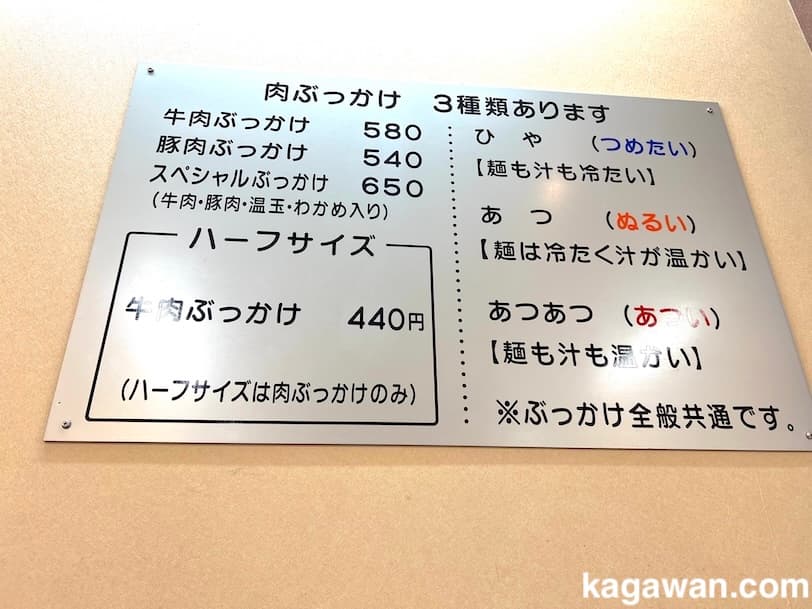 肉ぶっかけ 3種類あります
牛肉ぶっかけ 580
豚肉ぶっかけ 540
スペシャルぶっかけ 650
(牛肉・豚肉・温玉・わかめ入り)
ハーフサイズ
牛肉ぶっかけ 440円
(ハーフサイズは肉ぶっかけのみ)
ひや (つめたい)
【麺も汁も冷たい】
あつ (ぬるい)
【麺は冷たく汁が温かい】
あつあつ (あつい)
【麺も汁も温かい】
※ぶっかけ全般共通です。
kagawan.com